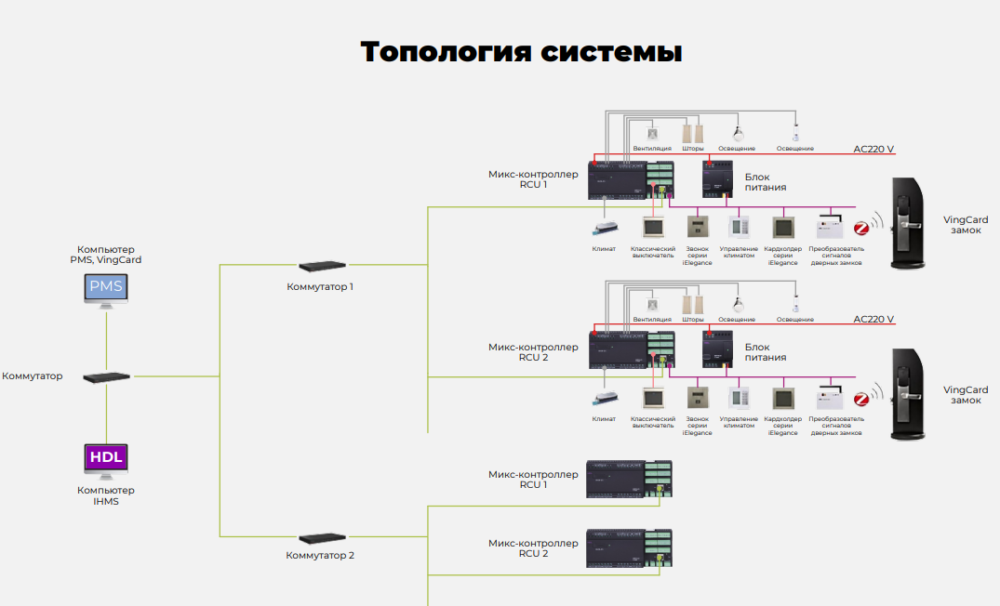 Топология системы
Вентиляция
Шторы
Освещение
Освещение
AC220 V
Микс-контроллер
RCU 1
Блок
питания
VingCard
замок
Климат
Классический
выключатель
Звонок
серии
iElegance
Управление
климатом
Кардхолдер
серии
iElegance
Преобразователь
сигналов
дверных замков
Компьютер
PMS, VingCard
PMS
Коммутатор 1
Вентиляция
Шторы
Освещение
Освещение
AC220 V
Микс-контроллер
RCU 2
Блок
питания
VingCard
замок
Коммутатор
Климат
Классический
выключатель
Звонок
серии
iElegance
Управление
климатом
Кардхолдер
серии
iElegance
Преобразователь
сигналов
дверных замков
HDL
Компьютер
IHMS
Микс-контроллер
RCU 1
Коммутатор 2
Микс-контроллер
RCU 2